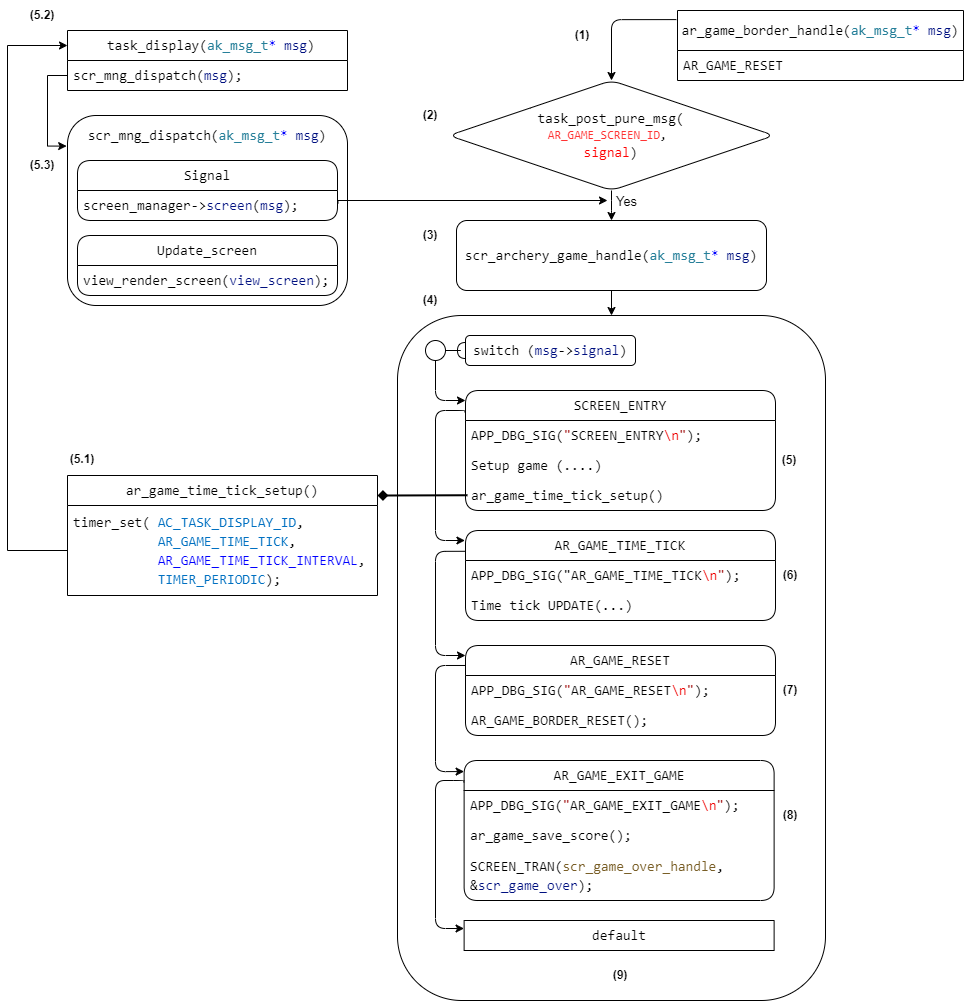 (5.2)
task_display(ak_msg_t* msg)
scr_mng_dispatch(msg);
(5.3)
scr_mng_dispatch(ak_msg_t* msg)
Signal
screen_manager->screen(msg);
Update_screen
view_render_screen(view_screen);
(1)
ar_game_border_handle(ak_msg_t* msg)
AR_GAME_RESET
(2)
task_post_pure_msg(
AR_GAME_SCREEN_ID,
signal)
Yes
(3)
scr_archery_game_handle(ak_msg_t* msg)
(4)
switch (msg->signal)
SCREEN_ENTRY
APP_DBG_SIG("SCREEN_ENTRY\n");
Setup game (....)
ar_game_time_tick_setup()
(5)
(5.1)
ar_game_time_tick_setup()
timer_set( AC_TASK_DISPLAY_ID,
AR_GAME_TIME_TICK,
AR_GAME_TIME_TICK_INTERVAL,
TIMER_PERIODIC);
AR_GAME_TIME_TICK
APP_DBG_SIG("AR_GAME_TIME_TICK\n");
Time tick UPDATE(...)
(6)
AR_GAME_RESET
APP_DBG_SIG("AR_GAME_RESET\n");
AR_GAME_BORDER_RESET();
(7)
AR_GAME_EXIT_GAME
APP_DBG_SIG("AR_GAME_EXIT_GAME\n");
ar_game_save_score();
SCREEN_TRAN(scr_game_over_handle,
&scr_game_over);
(8)
default
(9)